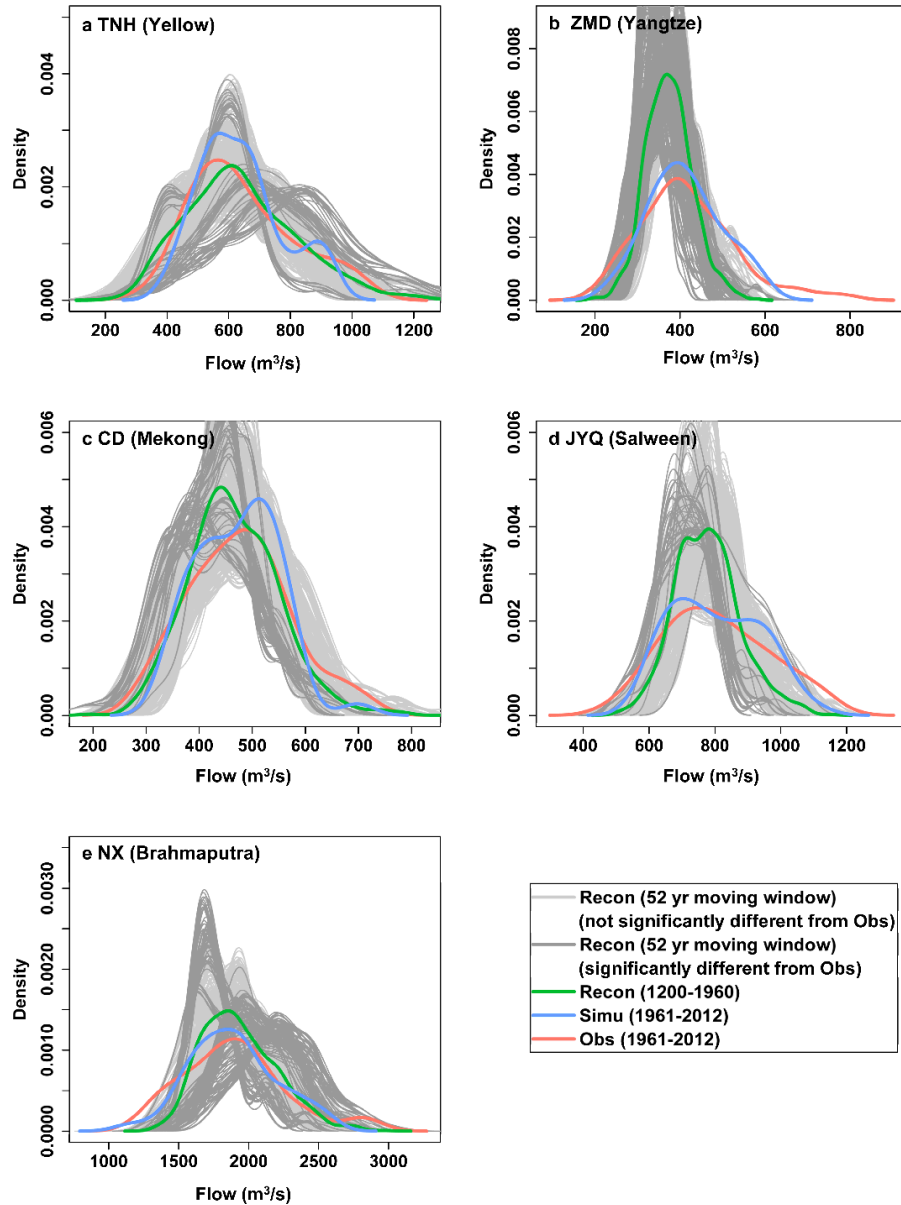 a TNH (Yellow)
Density
0.000
0.002
0.004
200 400 600 800 1000 1200
Flow (m³/s)
b ZMD (Yangtze)
Density
0.000 0.002 0.004 0.006 0.008
200 400 600 800
Flow (m³/s)
c CD (Mekong)
Density
0.000 0.002 0.004 0.006
200 300 400 500 600 700 800
Flow (m³/s)
d JYQ (Salween)
Density
0.000 0.002 0.004 0.006
400 600 800 1000 1200
Flow (m³/s)
e NX (Brahmaputra)
Density
0.0000 0.0010 0.0020 0.0030
1000 1500 2000 2500 3000
Flow (m³/s)
Recon (52 yr moving window)
(not significantly different from Obs)
Recon (52 yr moving window)
(significantly different from Obs)
Recon (1200-1960)
Simu (1961-2012)
Obs (1961-2012)